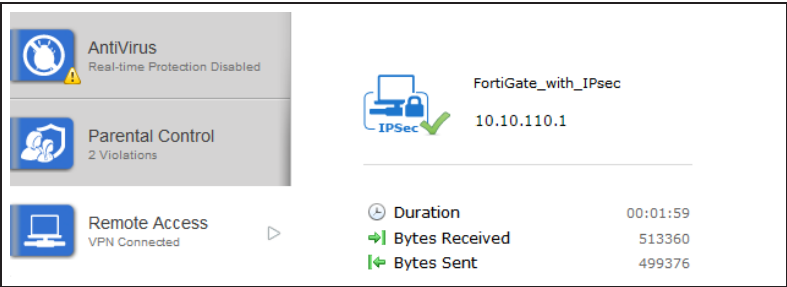 AntiVirus
Real-time Protection Disabled
Parental Control
2 Violations
Remote Access
VPN Connected
FortiGate_with_IPsec
IPSec
10.10.110.1
Duration 00:01:59
Bytes Received 513360
Bytes Sent 499376